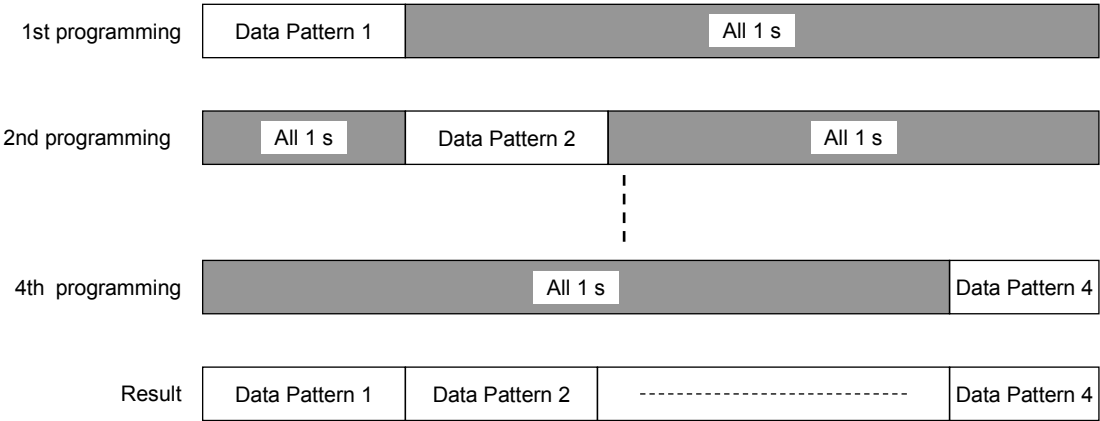 1st programming Data Pattern 1 All 1 s
2nd programming All 1 s Data Pattern 2 All 1 s
4th programming All 1 s Data Pattern 4
Result Data Pattern 1 Data Pattern 2 Data Pattern 4